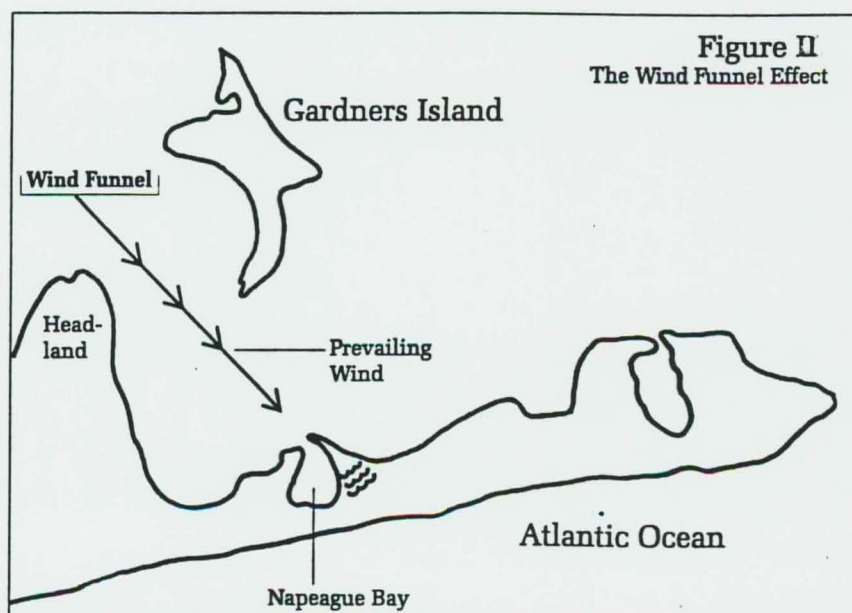 Figure II
The Wind Funnel Effect
Gardners Island
Wind Funnel
Head-
land
Prevailing
Wind
Atlantic Ocean
Napeague Bay